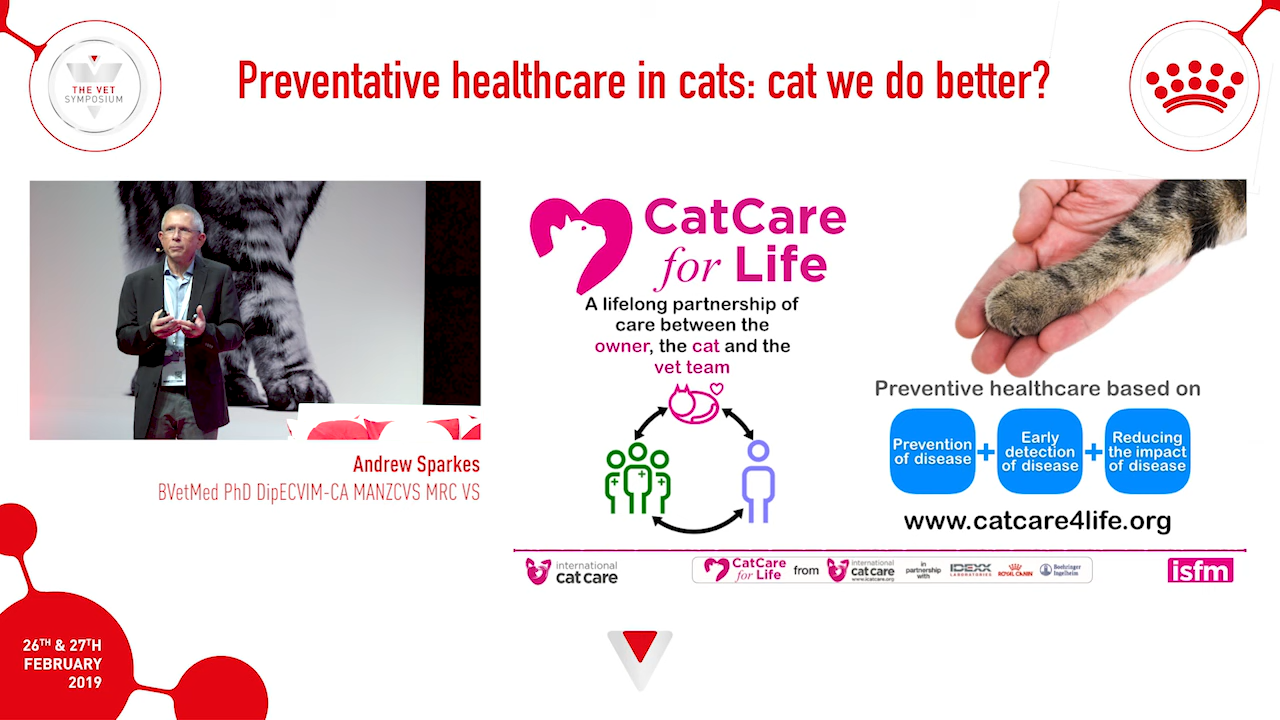 THE VET
SYMPOSIUM
Preventative healthcare in cats: cat we do better?
Andrew Sparkes
BVetMed PhD DipECVIM-CA MANZCVS MRC VS
CatCare
for Life
A lifelong partnership of
care between the
owner, the cat and the
vet team
Preventive healthcare based on
Prevention
of disease
+
Early
detection
of disease
+
Reducing
the impact
of disease
www.catcare4life.org
international
cat care
CatCare
for Life
from
international
cat care
www.icatcare.org
in
partnership
with
IDEXX
LABORATORIES
ROYAL CANIN
Boehringer
Ingelheim
isfm
26TH & 27TH
FEBRUARY
2019